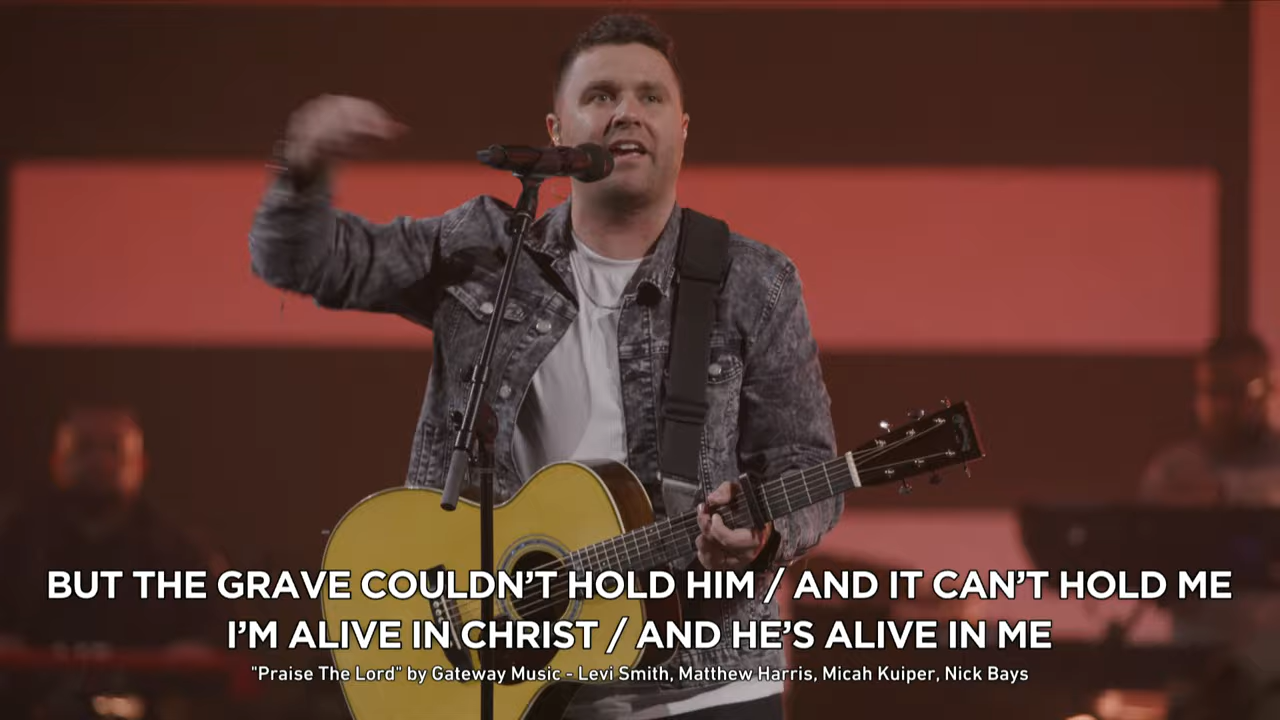 BUT THE GRAVE COULDN’T HOLD HIM / AND IT CAN’T HOLD ME
I’M ALIVE IN CHRIST / AND HE’S ALIVE IN ME
"Praise The Lord" by Gateway Music - Levi Smith, Matthew Harris, Micah Kuiper, Nick Bays